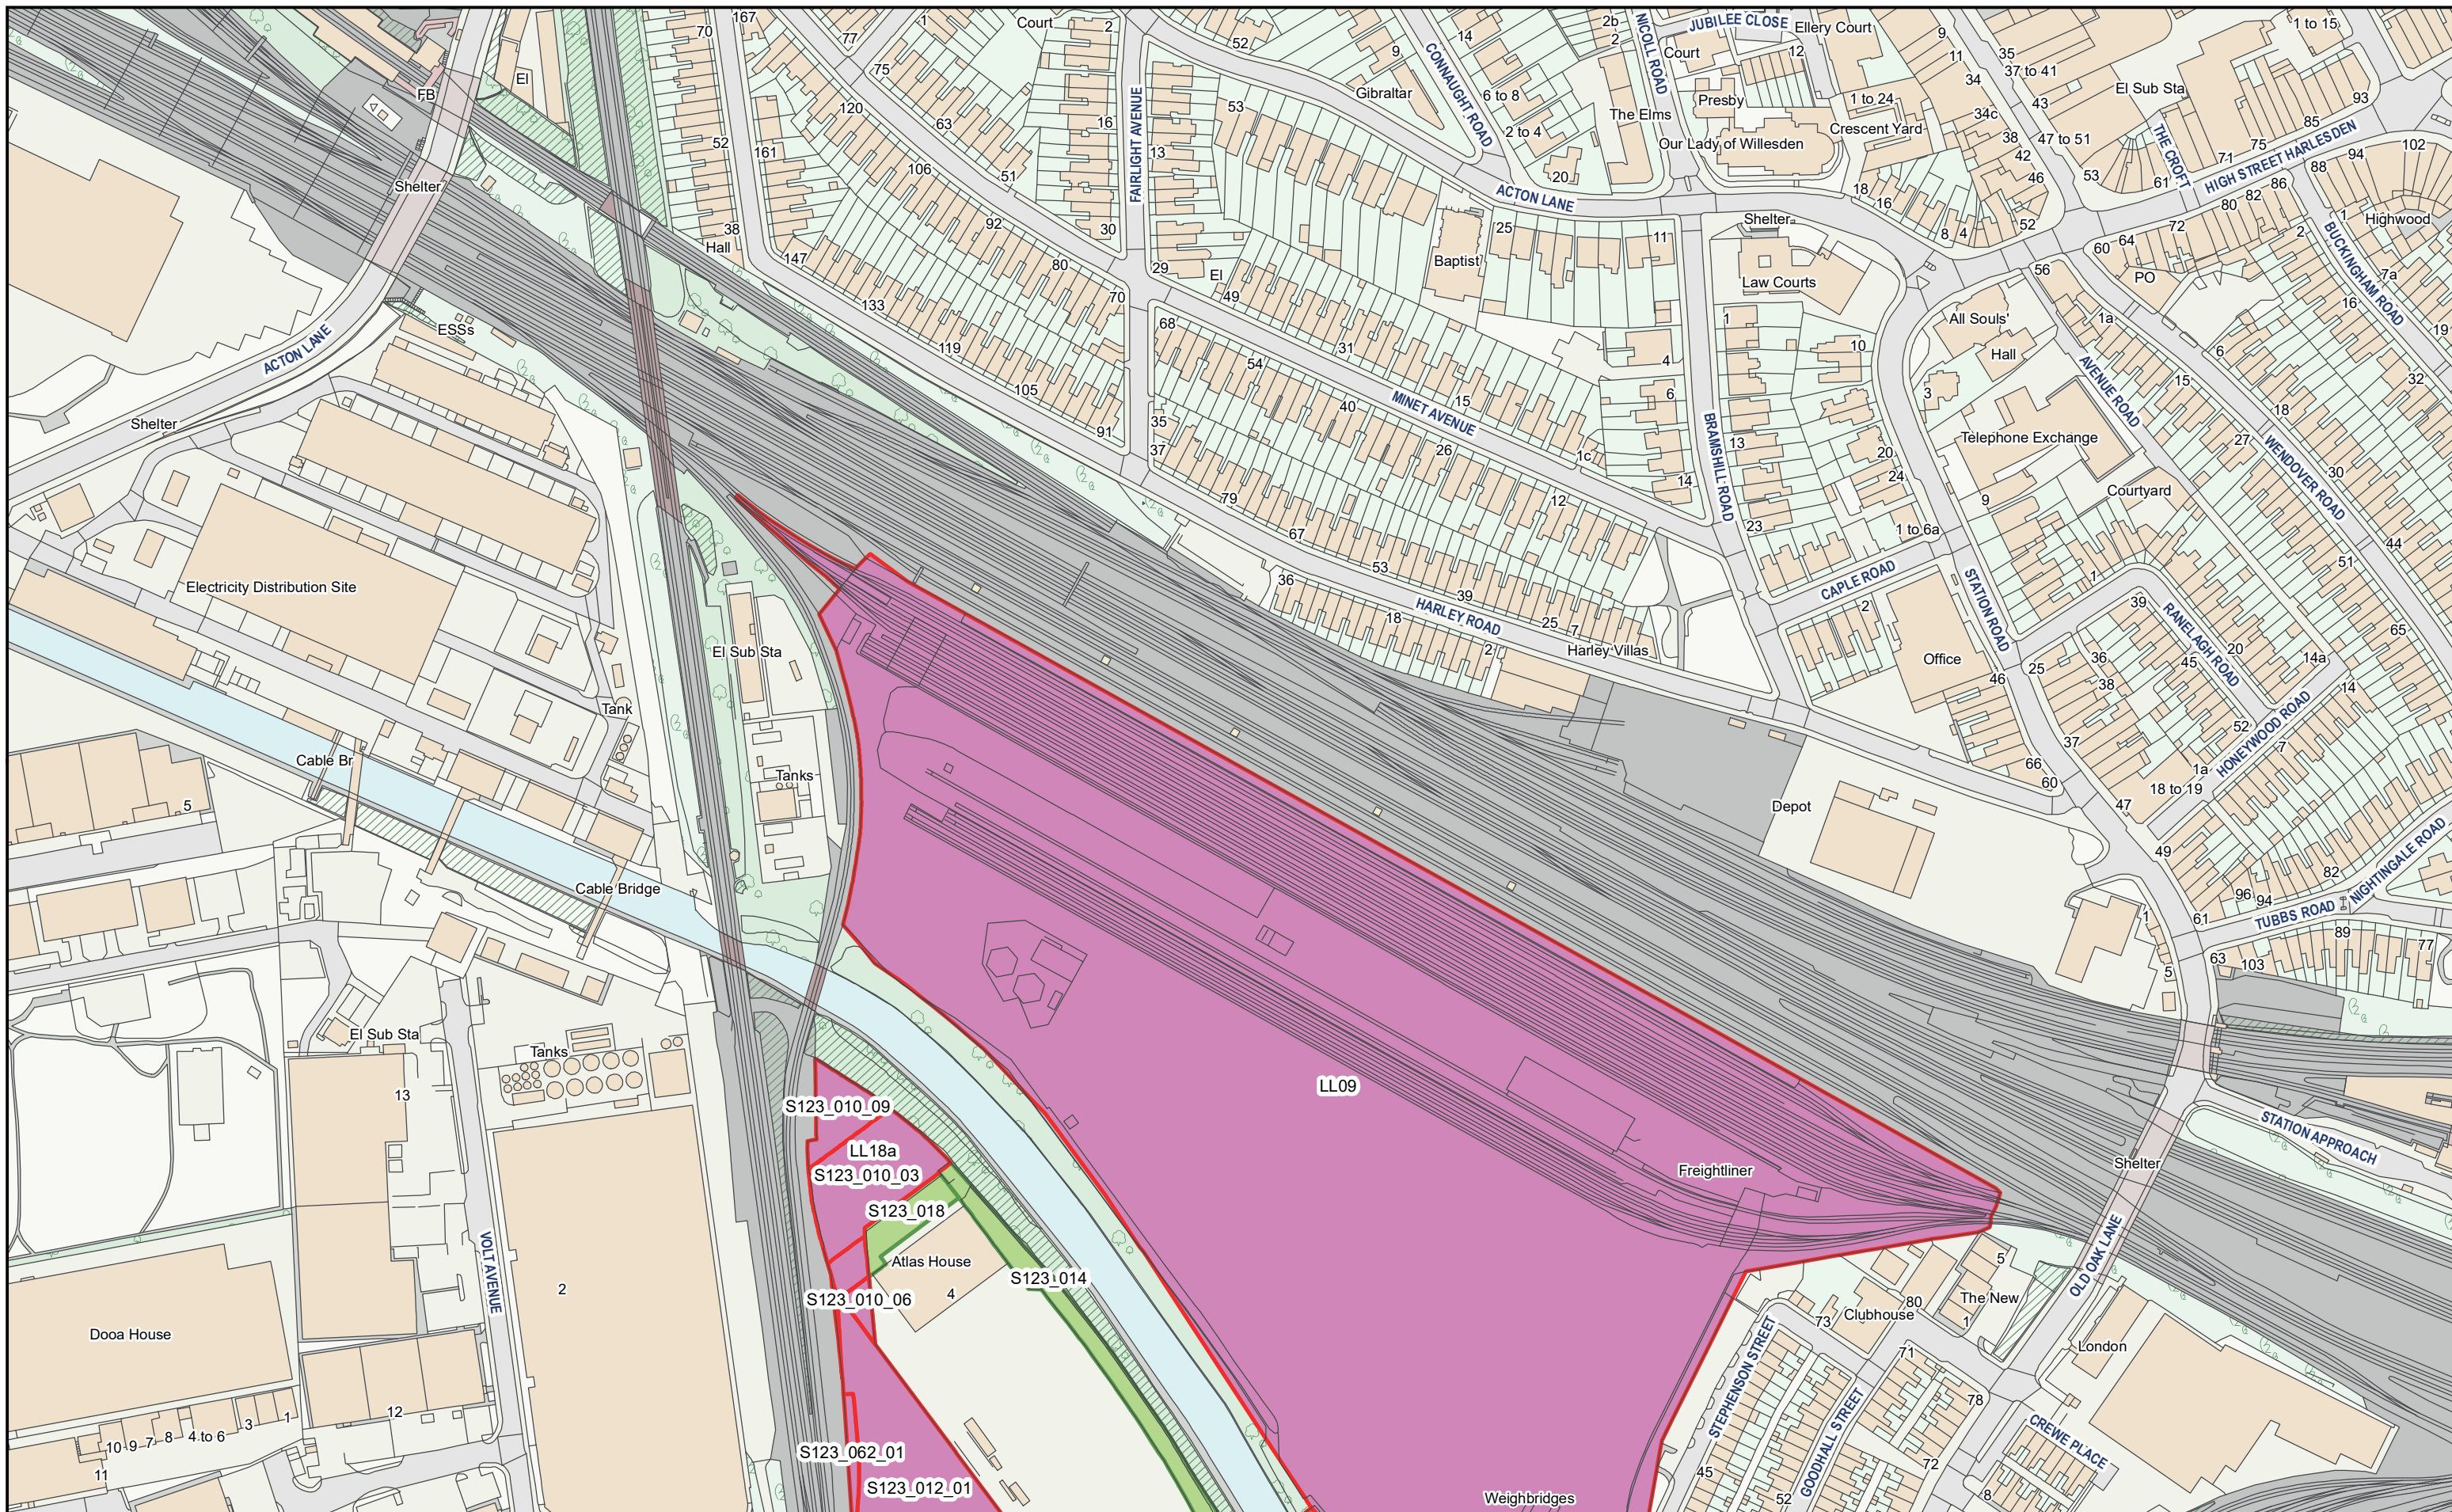 167
70
77
1
Court
2
52
9
14
CONNAUGHT ROAD
2b
2
NICOLL ROAD
JUBILEE CLOSE
Ellery Court
Court
12
9
11
35
37 to 41
34
1 to 15
El
FB
75
120
63
16
FAIRLIGHT AVENUE
53
Gibraltar
6 to 8
The Elms
Presby
1 to 24
Crescent Yard
34c
43
El Sub Sta
93
85
THE CROFT
HIGH STREET HARLESDEN
75
71
61
102
94
88
52
161
106
51
13
2 to 4
20
Our Lady of Willesden
38
47 to 51
42
46
53
Shelter
38
Hall
92
30
ACTON LANE
18
16
8
4
52
86
82
80
72
64
60
1
2
Highwood
BUCKINGHAM ROAD
147
80
29
El
Baptist
25
11
Shelter
Law Courts
56
PO
7a
133
70
49
68
1
All Souls'
Hall
1a
16
19
ESSs
ACTON LANE
119
31
54
4
10
6
AVENUE ROAD
32
105
40
MINET AVENUE
15
6
3
15
18
Shelter
91
35
37
26
1c
BRAMSHILL ROAD
13
20
Telephone Exchange
27
WENDOVER ROAD
30
79
12
14
24
9
Courtyard
67
23
1 to 6a
44
Electricity Distribution Site
53
36
39
HARLEY ROAD
18
25
7
Harley Villas
2
CAPLE ROAD
2
STATION ROAD
1
39
RANELAGH ROAD
51
65
El Sub Sta
Office
46
25
36
38
45
20
14a
14
Tank
52
HONEYWOOD ROAD
7
37
Cable Br
Tanks
66
60
1a
18 to 19
5
Depot
47
49
82
NIGHTINGALE ROAD
Cable Bridge
96
94
TUBBS ROAD
1
61
89
77
63
103
5
El Sub Sta
Tanks
13
LL09
S123_010_09
LL18a
S123_010_03
S123_018
Atlas House
4
S123_014
S123_010_06
Freightliner
Shelter
STATION APPROACH
OLD OAK LANE
VOLT AVENUE
2
Dooa House
5
The New
80
Clubhouse
1
73
London
71
STEPHENSON STREET
78
GOODHALL STREET
CREWE PLACE
12
1
3
4 to 6
8
7
9
10
11
S123_062_01
S123_012_01
Weighbridges
45
52
72
8